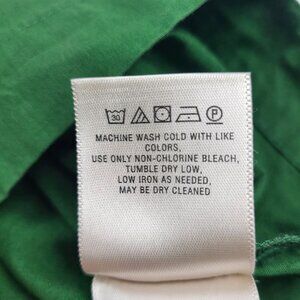 30 P
MACHINE WASH COLD WITH LIKE
COLORS,
USE ONLY NON-CHLORINE BLEACH,
TUMBLE DRY LOW,
LOW IRON AS NEEDED,
MAY BE DRY CLEANED